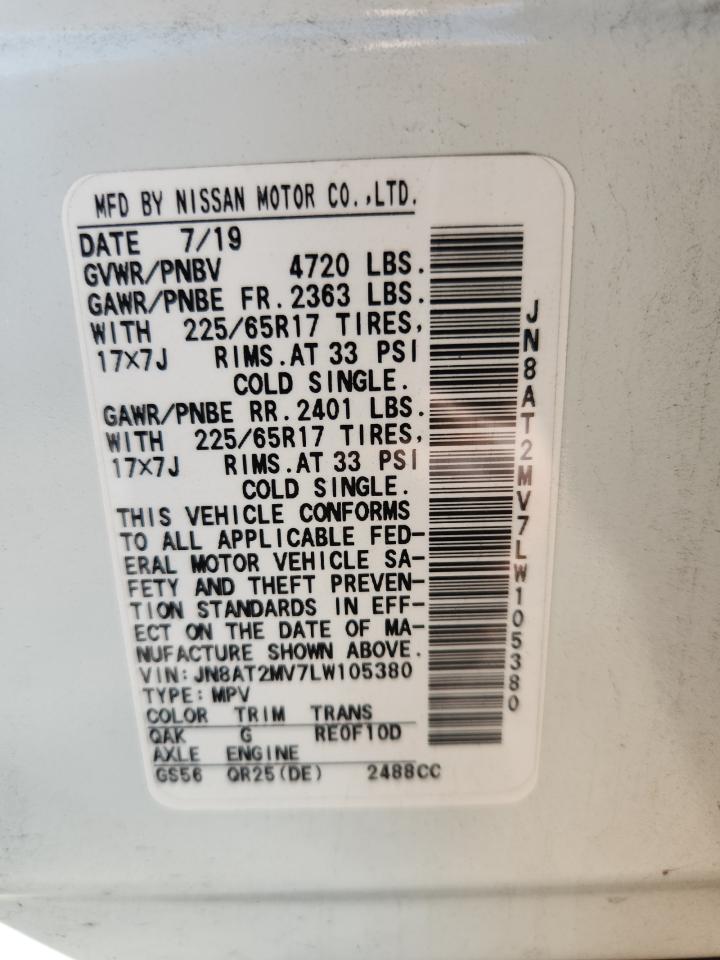 MFD BY NISSAN MOTOR CO.,LTD.
DATE 7/19
GVWR/PNBV 4720 LBS.
GAWR/PNBE FR.2363 LBS.
WITH 225/65R17 TIRES,
17×7J RIMS.AT 33 PSI
COLD SINGLE.
GAWR/PNBE RR.2401 LBS.
WITH 225/65R17 TIRES,
17×7J RIMS.AT 33 PSI
COLD SINGLE.
THIS VEHICLE CONFORMS
TO ALL APPLICABLE FED-
ERAL MOTOR VEHICLE SA-
FETY AND THEFT PREVEN-
TION STANDARDS IN EFF-
ECT ON THE DATE OF MA-
NUFACTURE SHOWN ABOVE.
VIN:JN8AT2MV7LW105380
TYPE:MPV
COLOR TRIM TRANS
QAK G RE0F10D
AXLE ENGINE
GS56 QR25(DE) 2488CC
JN8AT2MV7LW105380